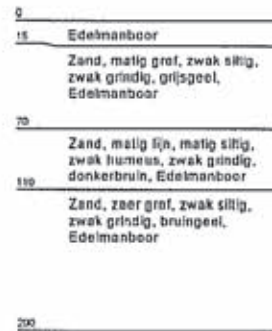 0
15 Edelmanboor
Zand, matig grof, zwak siltig,
zwak grindig, grijsgeel,
Edelmanboor
70
Zand, matig fijn, matig siltig,
zwak humeus, zwak grindig,
donkerbruin, Edelmanboor
110
Zand, zeer grof, zwak siltig,
zwak grindig, bruingeel,
Edelmanboor
200